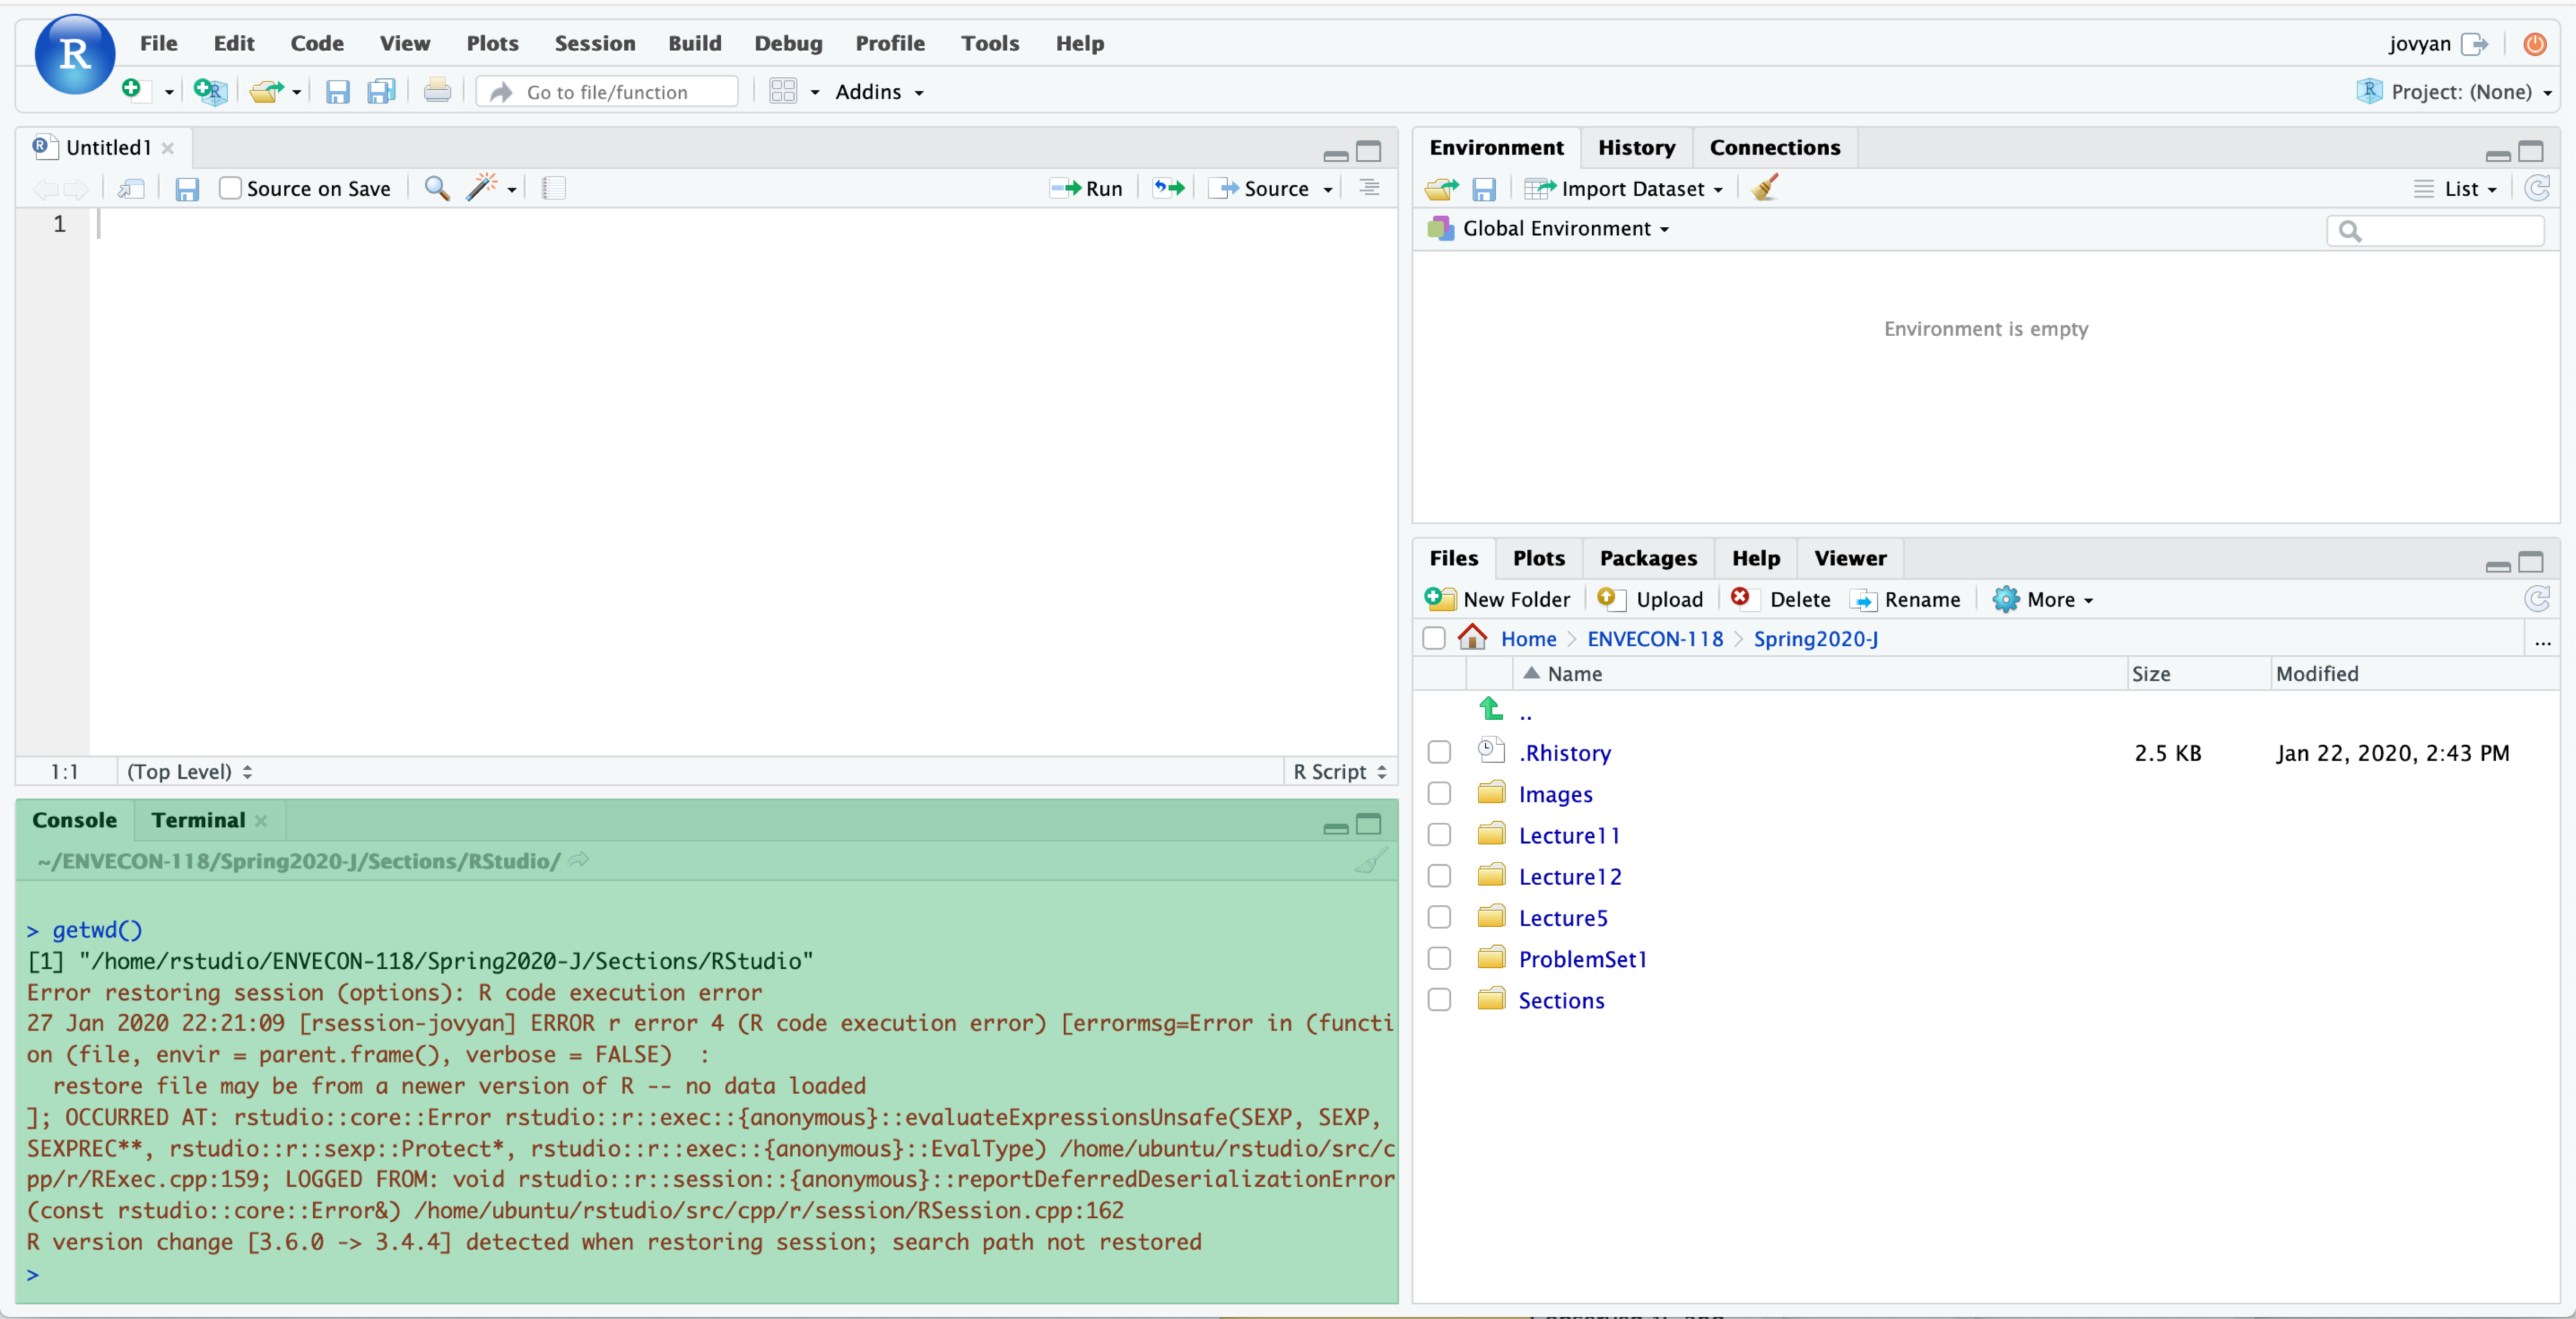 R
File Edit Code View Plots Session Build Debug Profile Tools Help
jovyan
Go to file/function
Addins
Project: (None)
Untitled1
Source on Save
Run
Source
1
1:1
(Top Level)
R Script
Console Terminal
~/ENVECON-118/Spring2020-J/Sections/RStudio/
> getwd()
[1] "/home/rstudio/ENVECON-118/Spring2020-J/Sections/RStudio"
Error restoring session (options): R code execution error
27 Jan 2020 22:21:09 [rsession-jovyan] ERROR r error 4 (R code execution error) [errormsg=Error in (functi
on (file, envir = parent.frame(), verbose = FALSE)  :
  restore file may be from a newer version of R -- no data loaded
]; OCCURRED AT: rstudio::core::Error rstudio::r::exec::{anonymous}::evaluateExpressionsUnsafe(SEXP, SEXP,
SEXPREC**, rstudio::r::sexp::Protect*, rstudio::r::exec::{anonymous}::EvalType) /home/ubuntu/rstudio/src/c
pp/r/RExec.cpp:159; LOGGED FROM: void rstudio::r::session::{anonymous}::reportDeferredDeserializationError
(const rstudio::core::Error&) /home/ubuntu/rstudio/src/cpp/r/session/RSession.cpp:162
R version change [3.6.0 -> 3.4.4] detected when restoring session; search path not restored
>
Environment History Connections
Import Dataset
List
Global Environment
Environment is empty
Files Plots Packages Help Viewer
New Folder Upload Delete Rename More
Home ENVECON-118 Spring2020-J
...
Name Size Modified
..
.Rhistory 2.5 KB Jan 22, 2020, 2:43 PM
Images
Lecture11
Lecture12
Lecture5
ProblemSet1
Sections